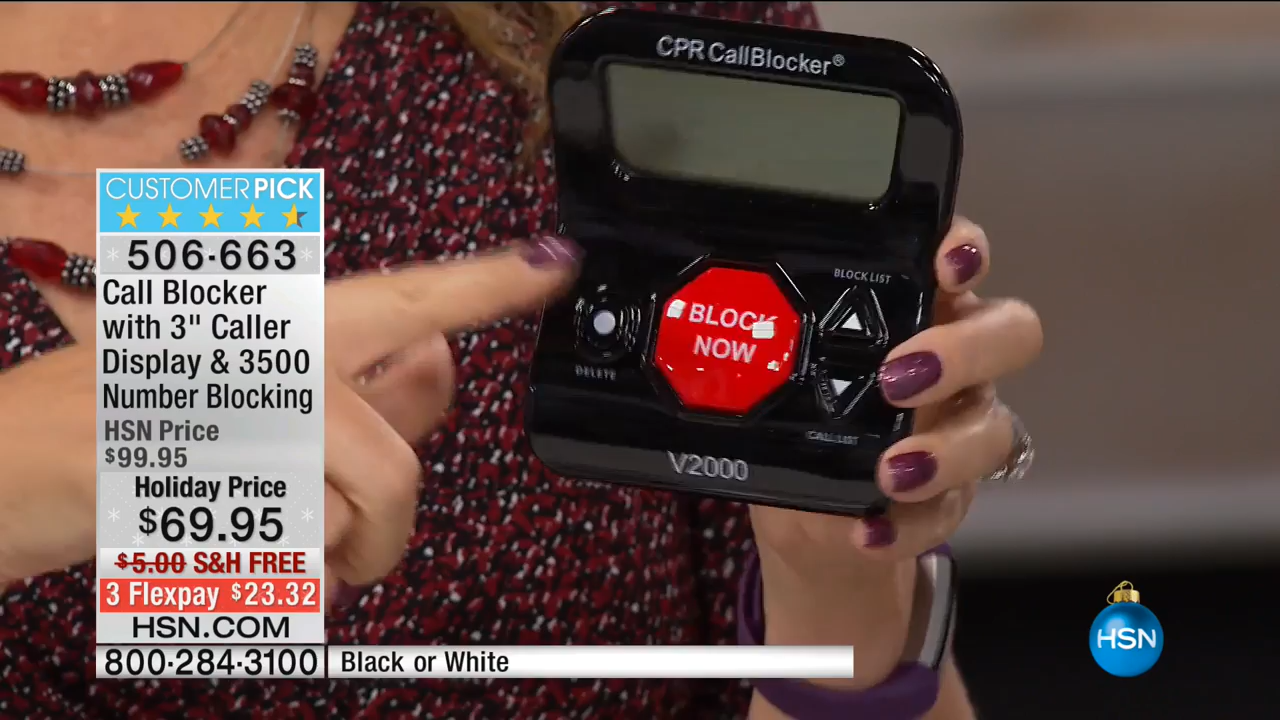 CPR CallBlocker®
BLOCK LIST
BLOCK
NOW
DELETE
CALL LIST
V2000
CUSTOMER PICK
506-663
Call Blocker
with 3" Caller
Display & 3500
Number Blocking
HSN Price
$99.95
Holiday Price
$69.95
$5.00 S&H FREE
3 Flexpay $23.32
HSN.COM
800-284-3100
Black or White
HSN